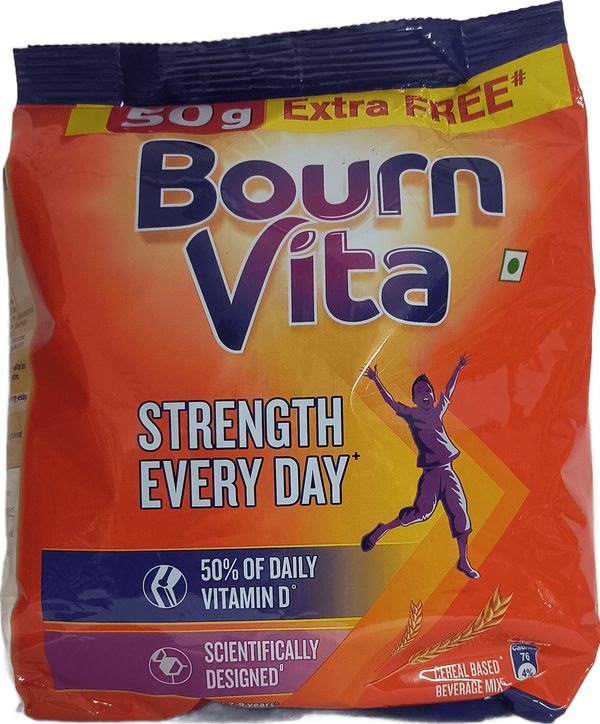 50g Extra FREE#
Bourn
Vita
STRENGTH
EVERY DAY+
50% OF DAILY
VITAMIN D°
SCIENTIFICALLY
DESIGNED
CEREAL BASED
BEVERAGE MIX
Calories
76
4%
years